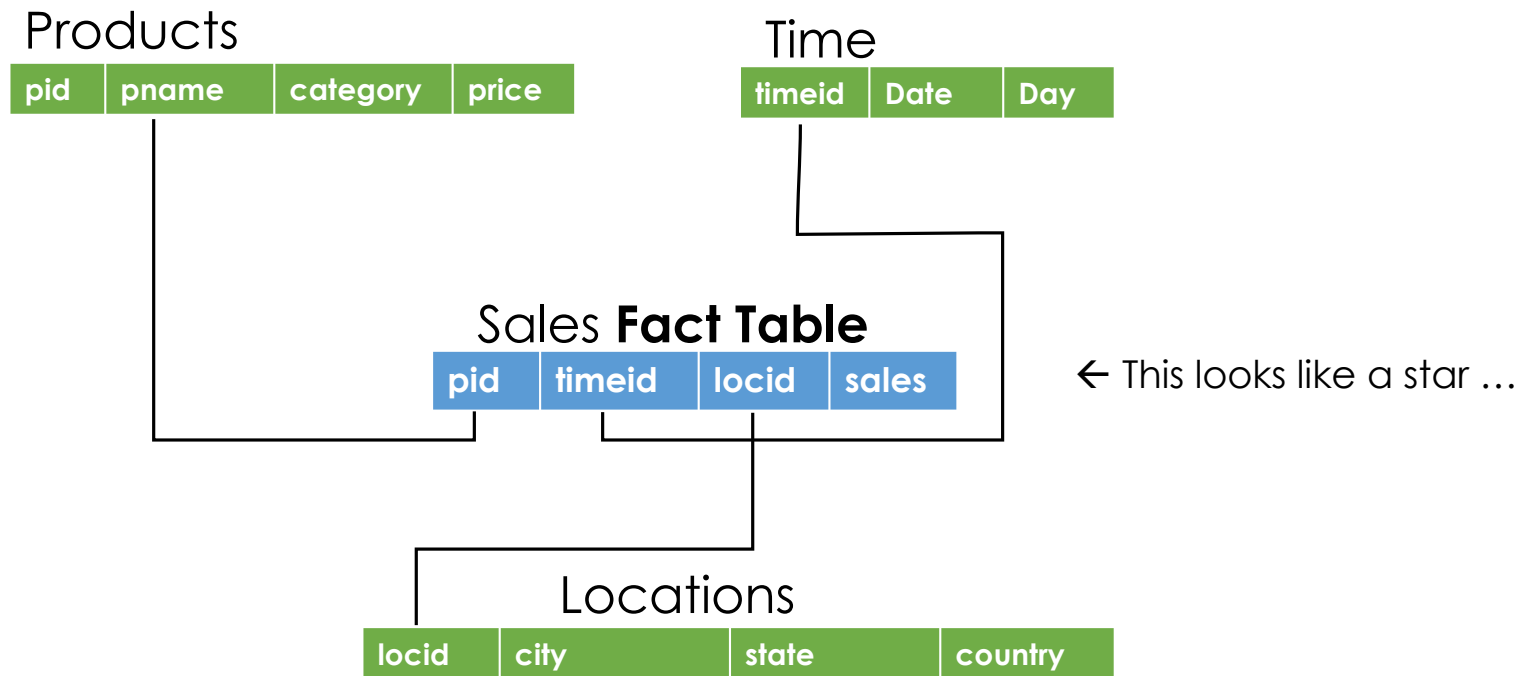 Products
pid pname category price
Time
timeid Date Day
Sales Fact Table
pid timeid locid sales
← This looks like a star …
Locations
locid city state country